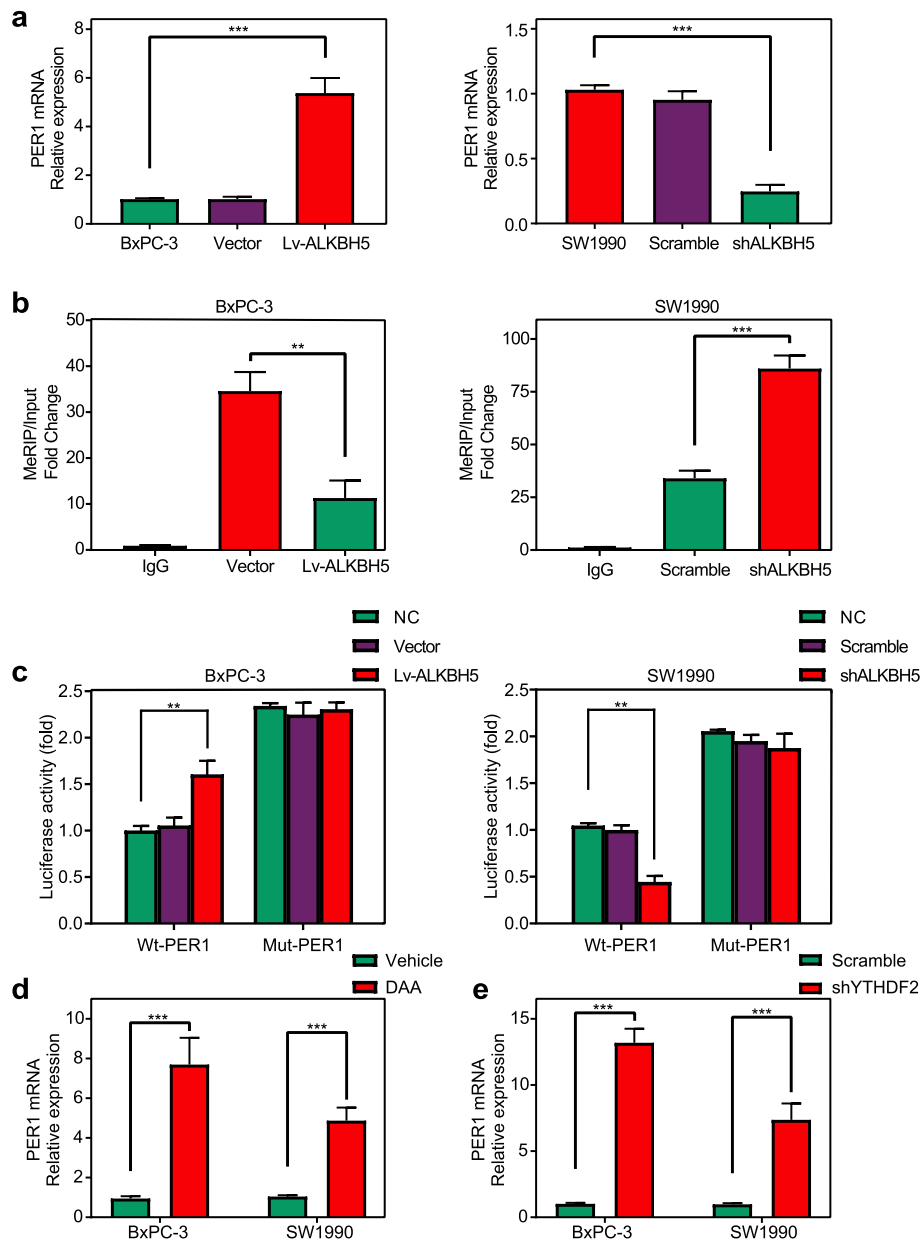 a
PER1 mRNA
Relative expression
8
6
4
2
0
***
BxPC-3 Vector Lv-ALKBH5
PER1 mRNA
Relative expression
1.5
1.0
0.5
0.0
***
SW1990 Scramble shALKBH5
b
BxPC-3
MeRIP/Input
Fold Change
50
40
30
20
10
0
**
IgG Vector Lv-ALKBH5
SW1990
MeRIP/Input
Fold Change
100
75
50
25
0
***
IgG Scramble shALKBH5
c
NC
Vector
Lv-ALKBH5
BxPC-3
Luciferase activity (fold)
2.5
2.0
1.5
1.0
0.5
0.0
**
Wt-PER1 Mut-PER1
NC
Scramble
shALKBH5
SW1990
Luciferase activity (fold)
2.5
2.0
1.5
1.0
0.5
0.0
**
Wt-PER1 Mut-PER1
d
Vehicle
DAA
PER1 mRNA
Relative expression
10
8
6
4
2
0
***
***
BxPC-3 SW1990
e
Scramble
shYTHDF2
PER1 mRNA
Relative expression
15
10
5
0
***
***
BxPC-3 SW1990